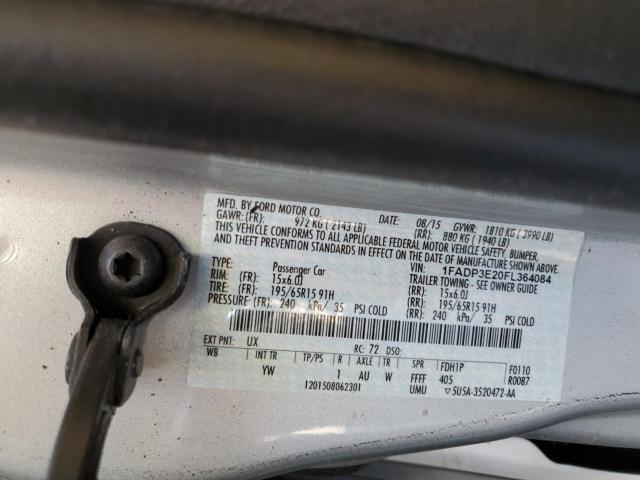 MFD. BY FORD MOTOR CO. DATE: 08/15 GVWR: 1810 KG ( 3990 LB)
GAWR: (FR): 972 KG ( 2143 LB) (RR): 880 KG ( 1940 LB)
THIS VEHICLE CONFORMS TO ALL APPLICABLE FEDERAL MOTOR VEHICLE SAFETY, BUMPER,
AND THEFT PREVENTION STANDARDS IN EFFECT ON THE DATE OF MANUFACTURE SHOWN ABOVE.
VIN: 1FADP3E20FL364084
TYPE: Passenger Car TRAILER TOWING - SEE OWNER GUIDE
RIM: (FR): 15x6.0J (RR): 15x6.0J
TIRE: (FR): 195/65R15 91H (RR): 195/65R15 91H
PRESSURE: (FR): 240 kPa/ 35 PSI COLD (RR): 240 kPa/ 35 PSI COLD
EXT PNT: UX RC: 72 DSO: F0110
WB INT TR TP/PS R AXLE TR SPR FDH1P R0087
YW 1 AU W FFFF 405
1201508062301 UMU ▽5U5A-3520472-AA